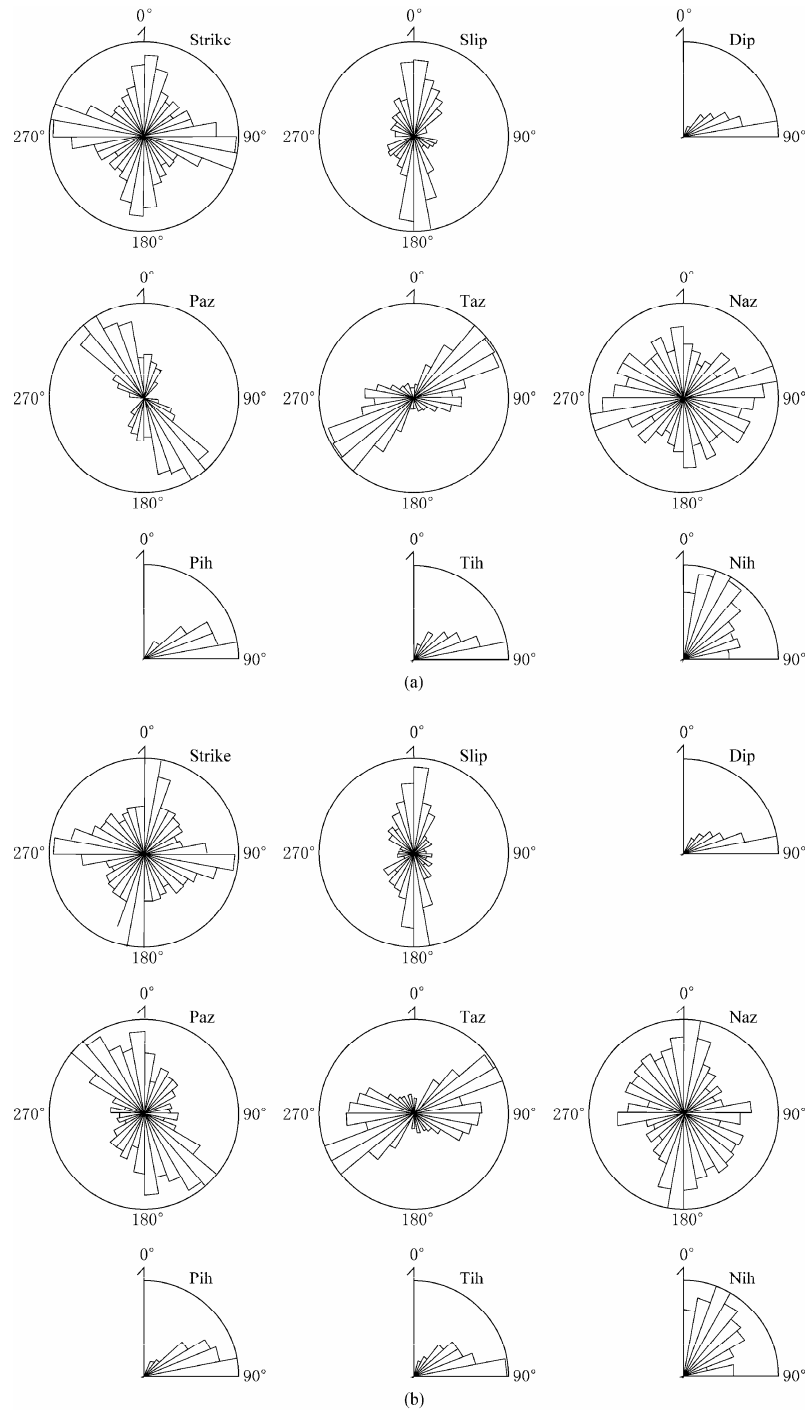 0° 0° 0°
Strike Slip Dip
270° 90° 270° 90° 90°
180° 180°
0° 0° 0°
Paz Taz Naz
270° 90° 270° 90° 270° 90°
180° 180° 180°
0° 0° 0°
Pih Tih Nih
90° 90° 90°
(a)
0° 0° 0°
Strike Slip Dip
270° 90° 270° 90° 90°
180° 180°
0° 0° 0°
Paz Taz Naz
270° 90° 270° 90° 270° 90°
180° 180° 180°
0° 0° 0°
Pih Tih Nih
90° 90° 90°
(b)